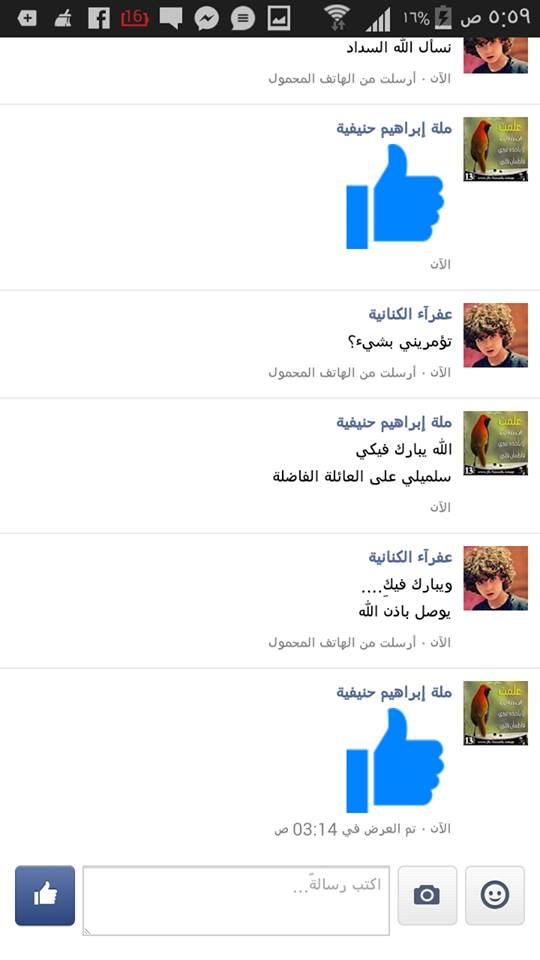 16
١٦%
٥:٥٩ ص
نسأل الله السداد
الآن · أرسلت من الهاتف المحمول
ملة إبراهيم حنيفية
الآن
عفرآء الكنانية
تؤمريني بشيء؟
الآن · أرسلت من الهاتف المحمول
ملة إبراهيم حنيفية
الله يبارك فيكي
سلميلي على العائلة الفاضلة
الآن
عفرآء الكنانية
ويبارك فيكِ....
يوصل باذن الله
الآن · أرسلت من الهاتف المحمول
ملة إبراهيم حنيفية
الآن · تم العرض في 03:14 ص
اكتب رسالةً...